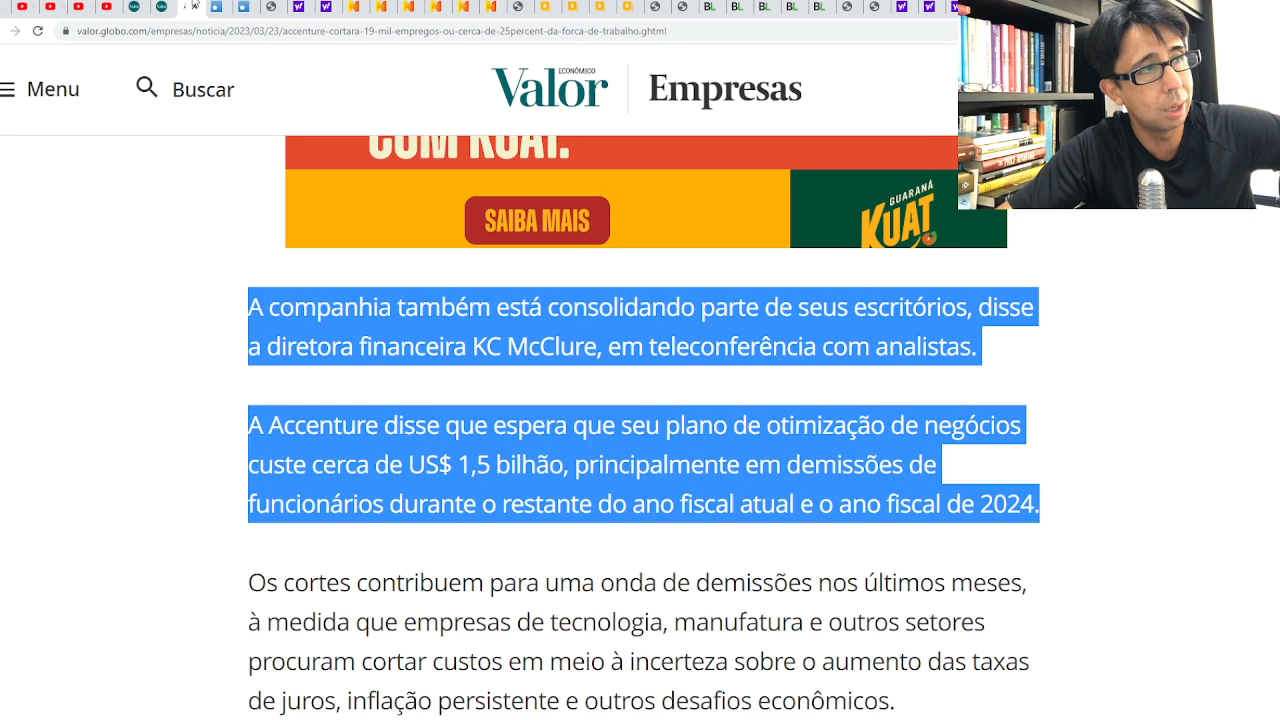 valor.globo.com/empresas/noticia/2023/03/23/accenture-cortara-19-mil-empregos-ou-cerca-de-25percent-da-forca-de-trabalho.ghtml
Menu
Buscar
Valor
ECONÔMICO
Empresas
COM KUAT.
SAIBA MAIS
GUARANÁ
KUAT
A companhia também está consolidando parte de seus escritórios, disse
a diretora financeira KC McClure, em teleconferência com analistas.
A Accenture disse que espera que seu plano de otimização de negócios
custe cerca de US$ 1,5 bilhão, principalmente em demissões de
funcionários durante o restante do ano fiscal atual e o ano fiscal de 2024.
Os cortes contribuem para uma onda de demissões nos últimos meses,
à medida que empresas de tecnologia, manufatura e outros setores
procuram cortar custos em meio à incerteza sobre o aumento das taxas
de juros, inflação persistente e outros desafios econômicos.